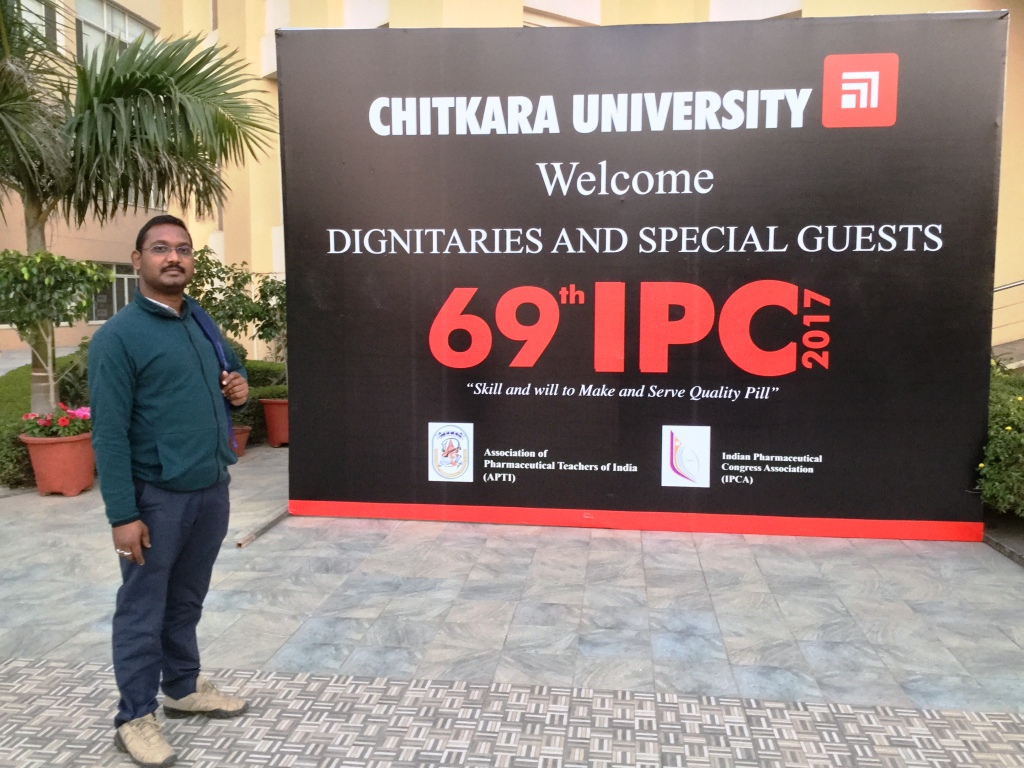 CHITKARA UNIVERSITY
Welcome
DIGNITARIES AND SPECIAL GUESTS
69th IPC 2017
“Skill and will to Make and Serve Quality Pill”
Association of
Pharmaceutical Teachers of India
(APTI)
Indian Pharmaceutical
Congress Association
(IPCA)